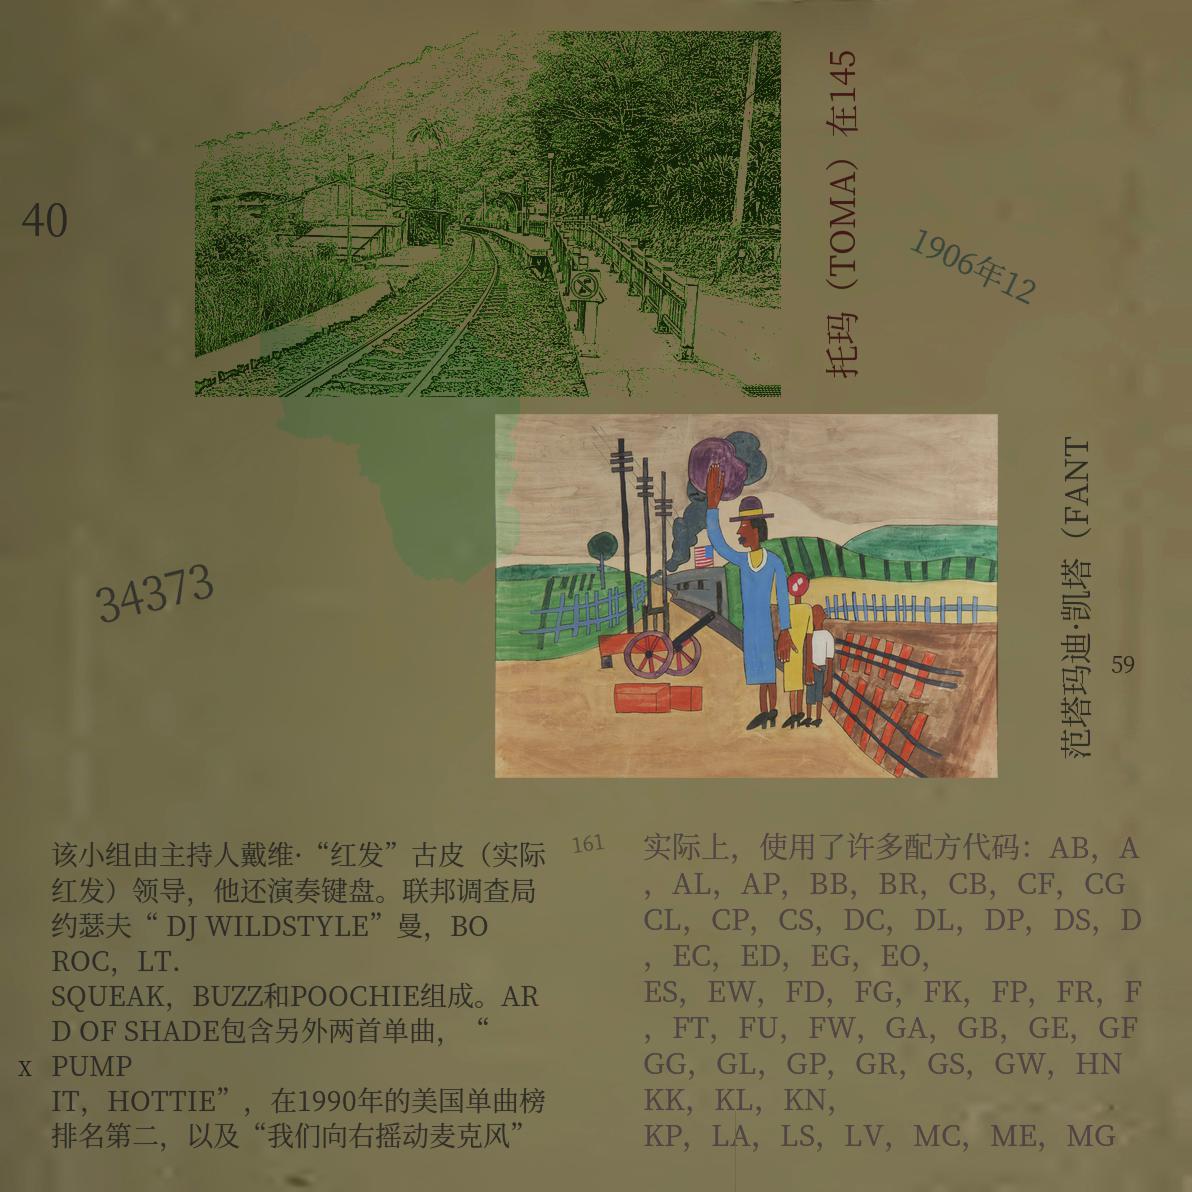 40
托玛（TOMA）在145
1906年12
34373
范塔玛迪·凯塔（FANT
59
该小组由主持人戴维·“红发”古皮（实际
红发）领导，他还演奏键盘。联邦调查局
约瑟夫“ DJ WILDSTYLE”曼，BO
ROC，LT.
SQUEAK，BUZZ和POOCHIE组成。AR
D OF SHADE包含另外两首单曲，“
x
PUMP
IT，HOTTIE”，在1990年的美国单曲榜
排名第二，以及“我们向右摇动麦克风”
161
实际上，使用了许多配方代码：AB，A
，AL，AP，BB，BR，CB，CF，CG
CL，CP，CS，DC，DL，DP，DS，D
，EC，ED，EG，EO，
ES，EW，FD，FG，FK，FP，FR，F
，FT，FU，FW，GA，GB，GE，GF
GG，GL，GP，GR，GS，GW，HN
KK，KL，KN，
KP，LA，LS，LV，MC，ME，MG